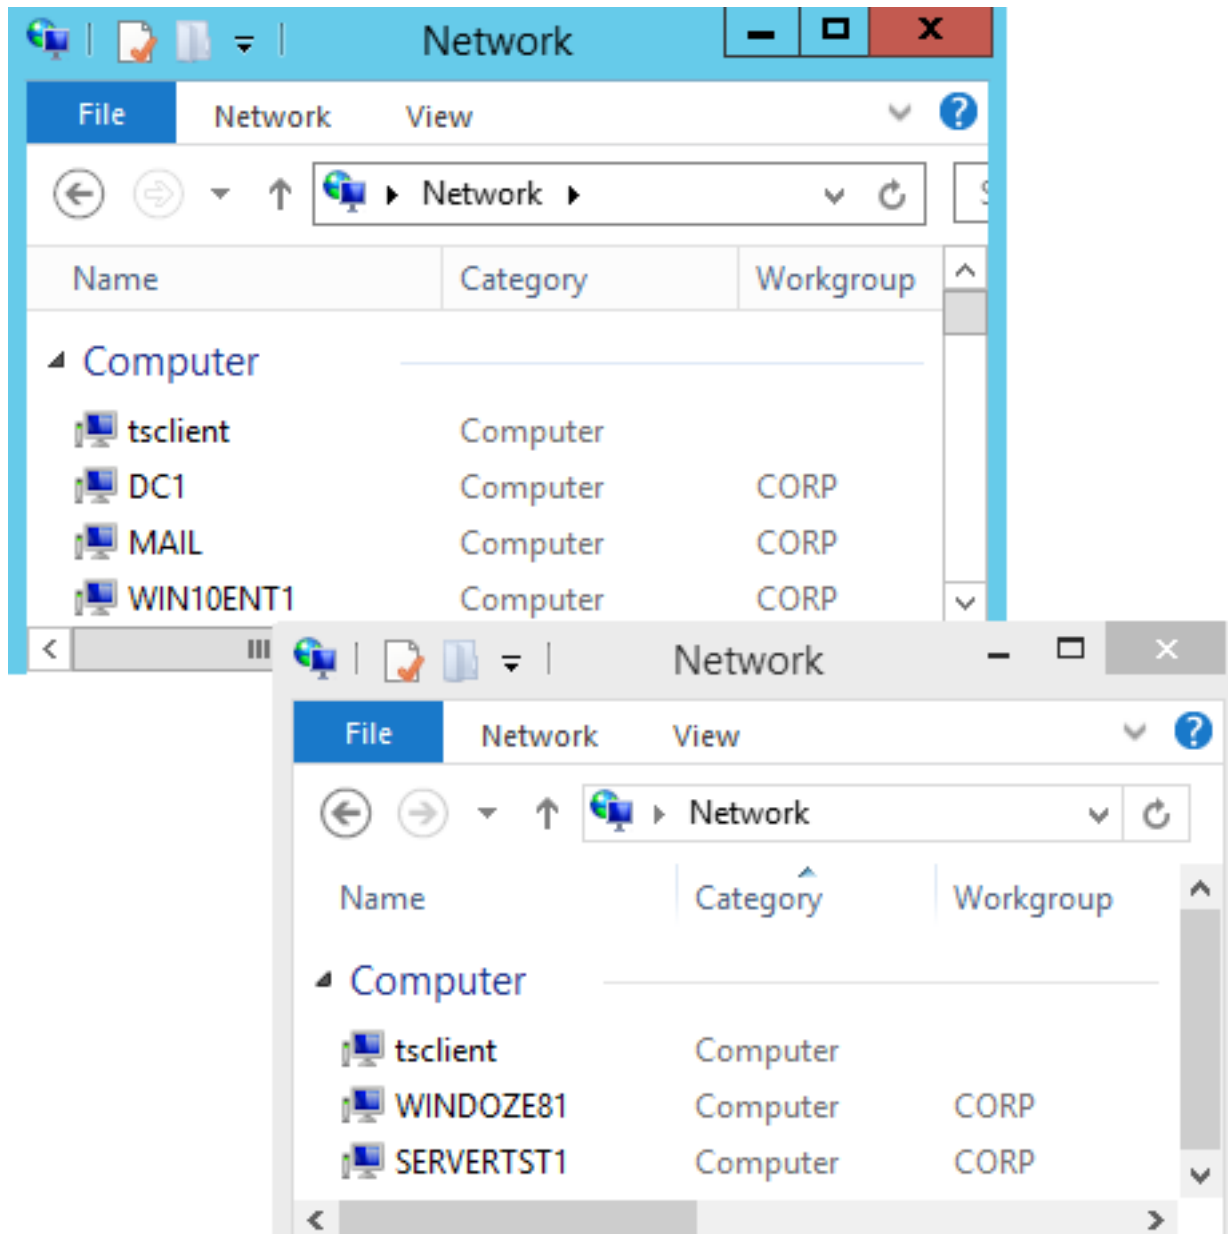 Network
File Network View
Network
Name Category Workgroup
Computer
tsclient Computer
DC1 Computer CORP
MAIL Computer CORP
WIN10ENT1 Computer CORP
Network
File Network View
Network
Name Category Workgroup
Computer
tsclient Computer
WINDOZE81 Computer CORP
SERVERTST1 Computer CORP